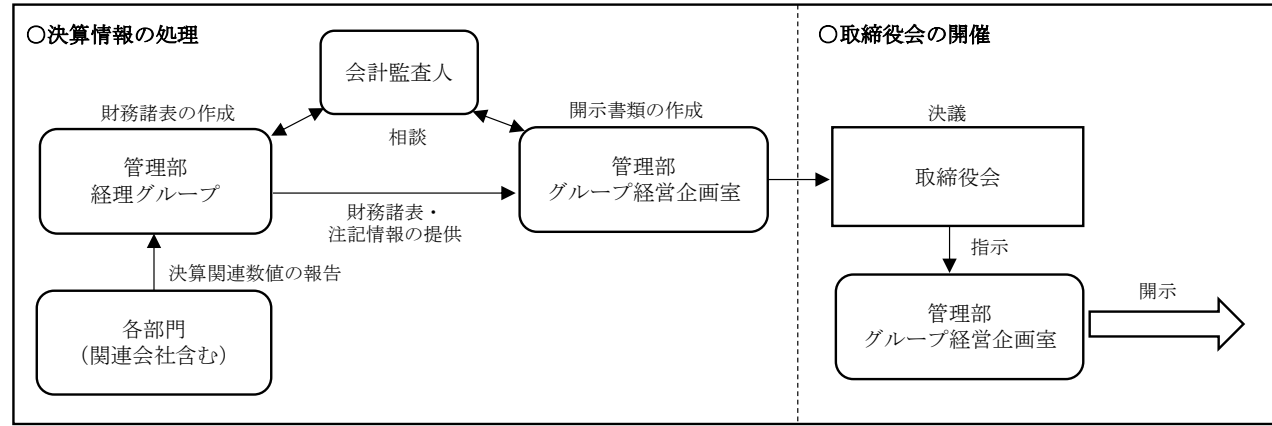 〇決算情報の処理
会計監査人
財務諸表の作成
相談
開示書類の作成
管理部
経理グループ
管理部
グループ経営企画室
財務諸表・
注記情報の提供
決算関連数値の報告
各部門
（関連会社含む）
〇取締役会の開催
決議
取締役会
指示
管理部
グループ経営企画室
開示